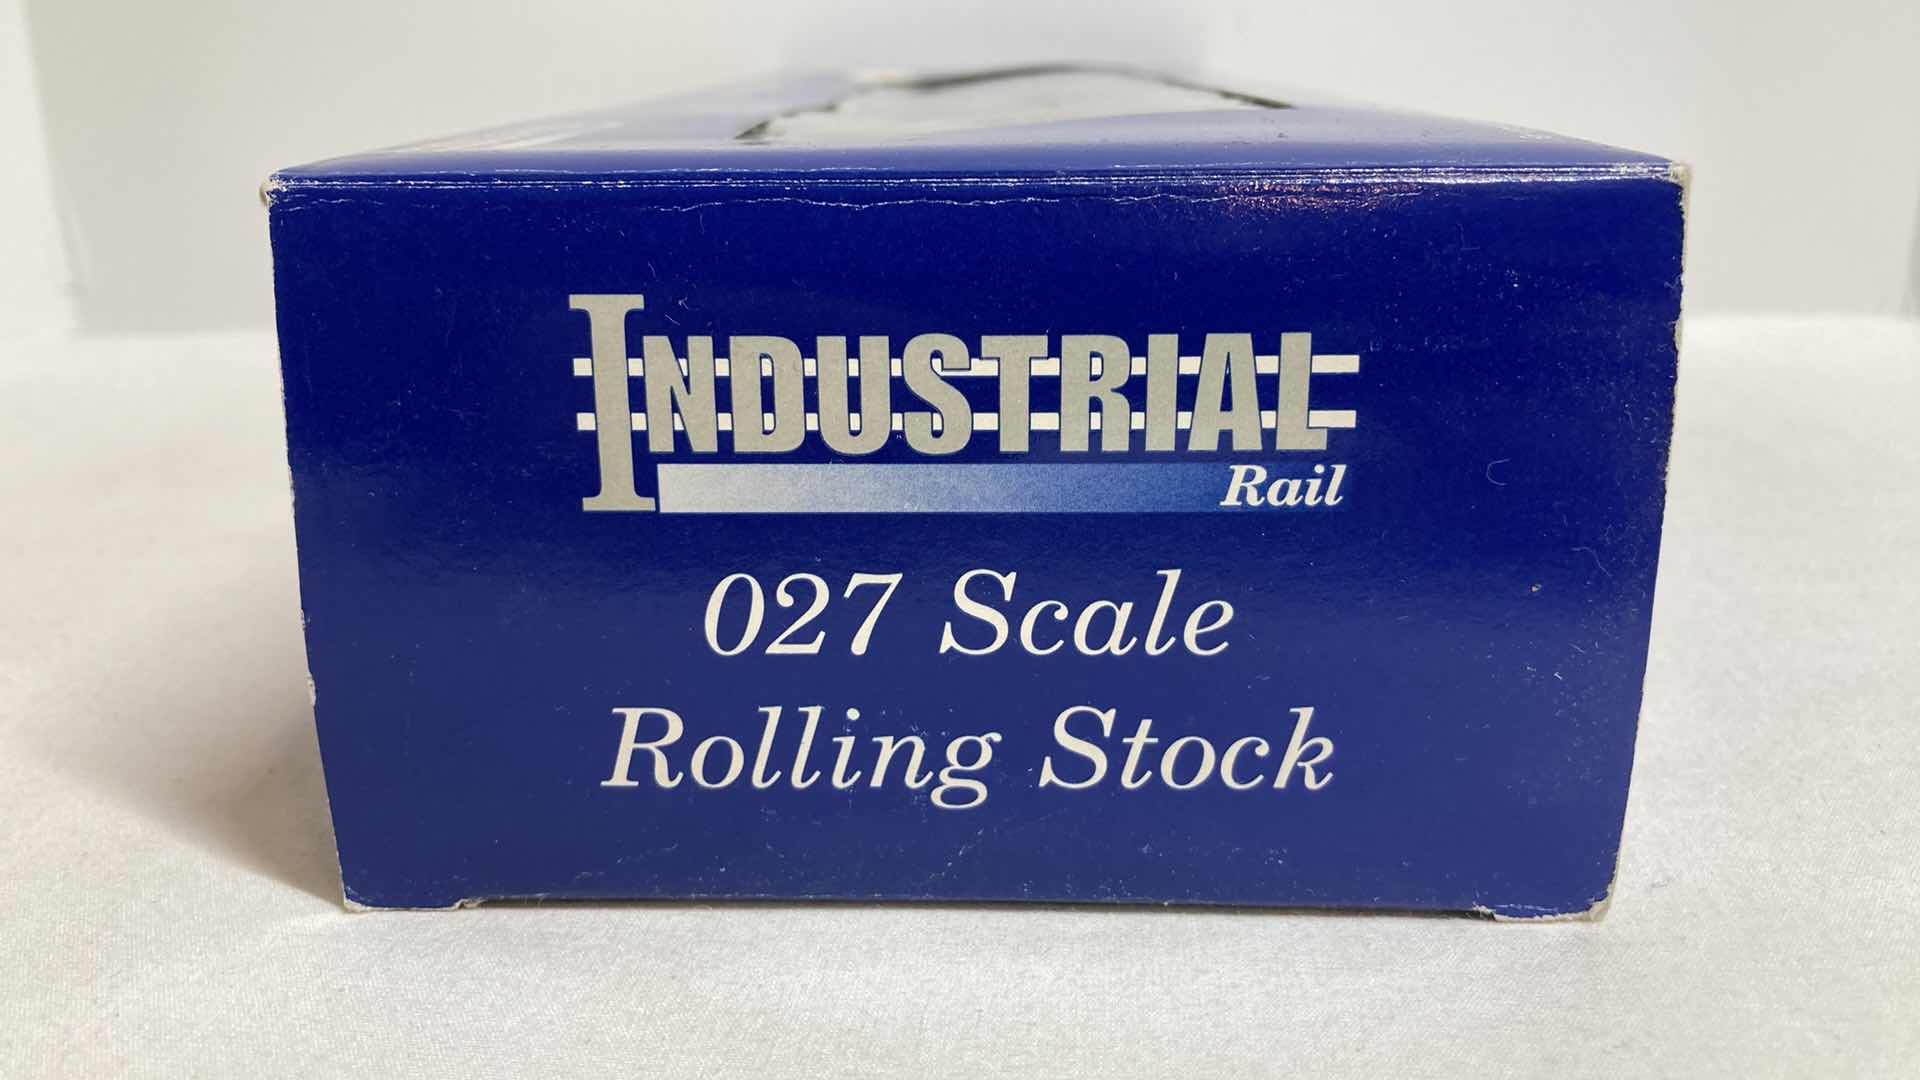 INDUSTRIAL
Rail
027 Scale
Rolling Stock